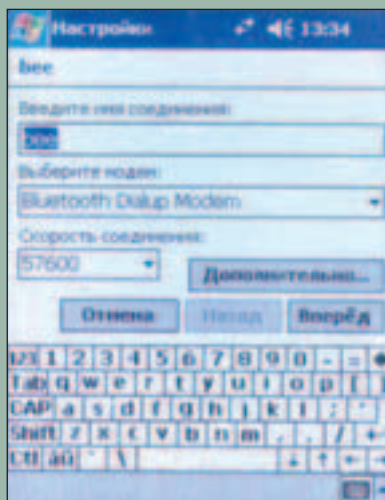 Настройки 13:34
bee
Введите имя соединения:
bee
Выберите модем:
Bluetooth Dialup Modem
Скорость соединения:
57600
Дополнительно...
Отмена Назад Вперёд
123 1 2 3 4 5 6 7 8 9 0 - =
Tab q w e r t y u i o p [ ]
CAP a s d f g h j k l ; '
Shift z x c v b n m , . /
Ctl áü ` \